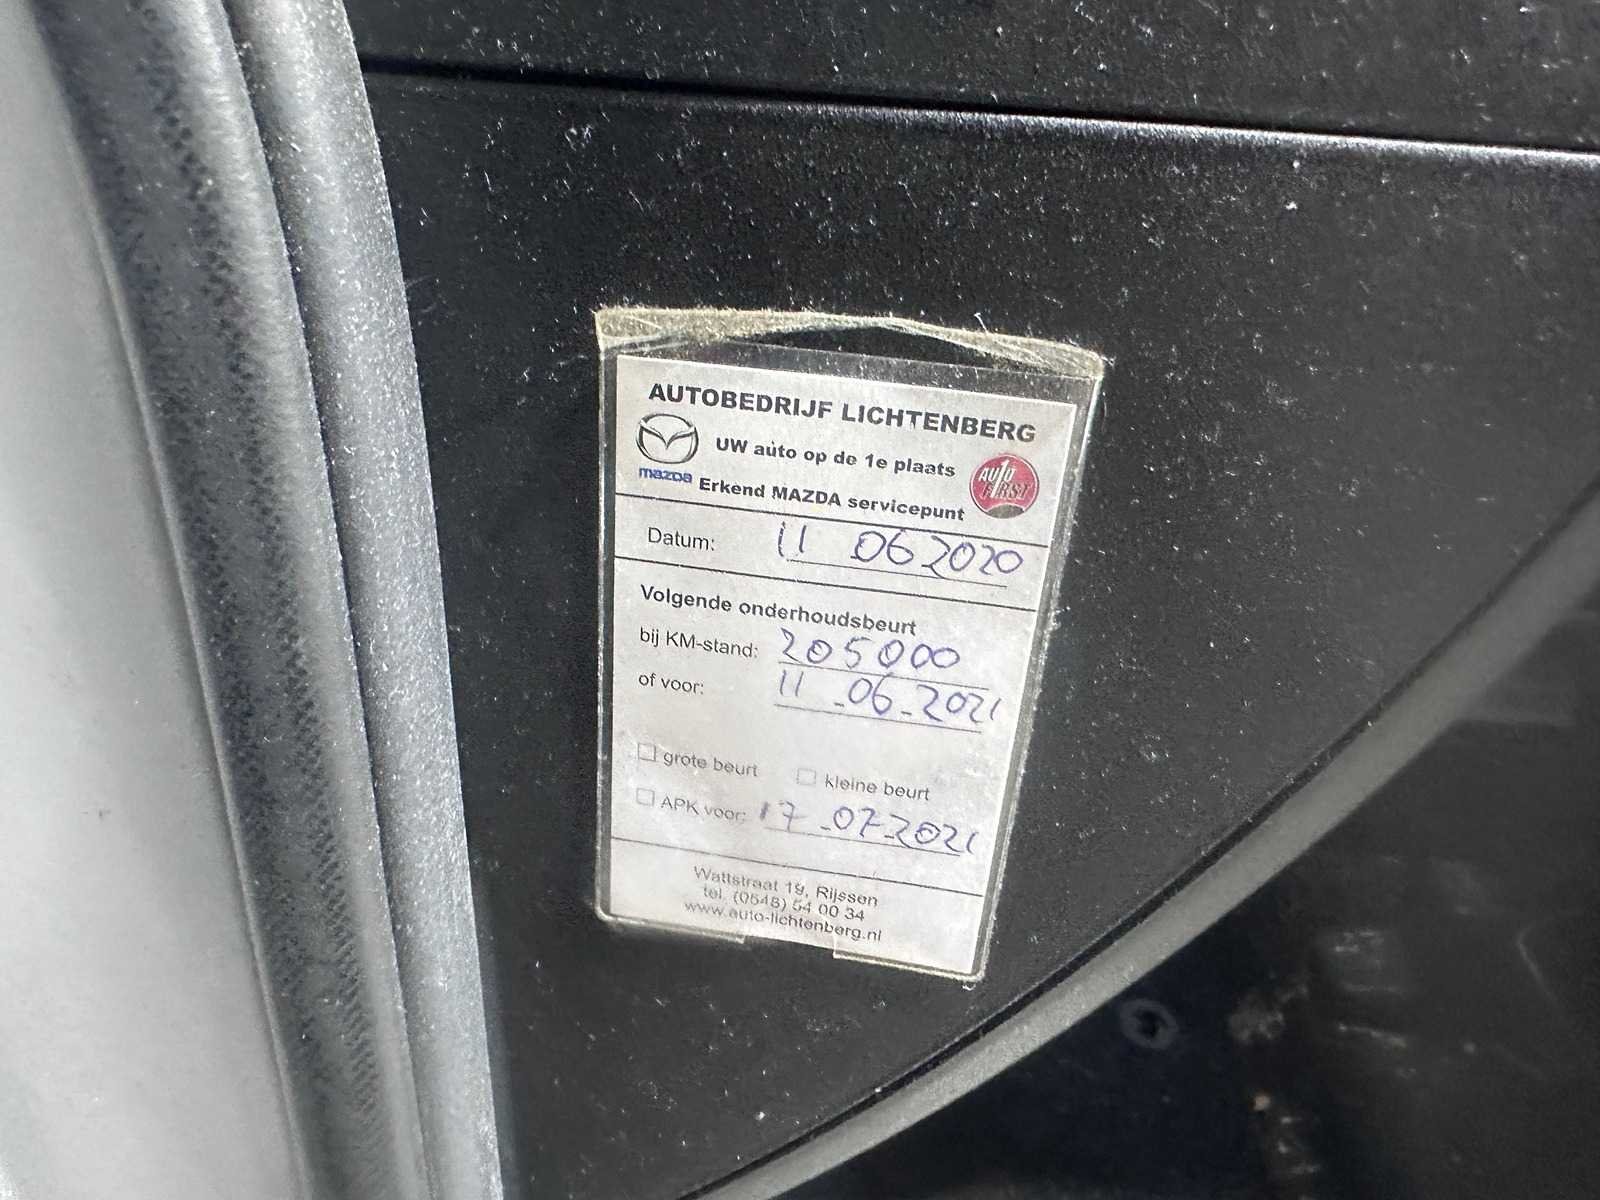 AUTOBEDRIJF LICHTENBERG
UW auto op de 1e plaats
mazda
AUTO
FIRST
Erkend MAZDA servicepunt
Datum: 11 06 2020
Volgende onderhoudsbeurt
bij KM-stand: 205000
of voor: 11-06-2021
grote beurt kleine beurt
APK voor: 17-07-2021
Wattstraat 19, Rijssen
tel. (0548) 54 00 34
www.auto-lichtenberg.nl